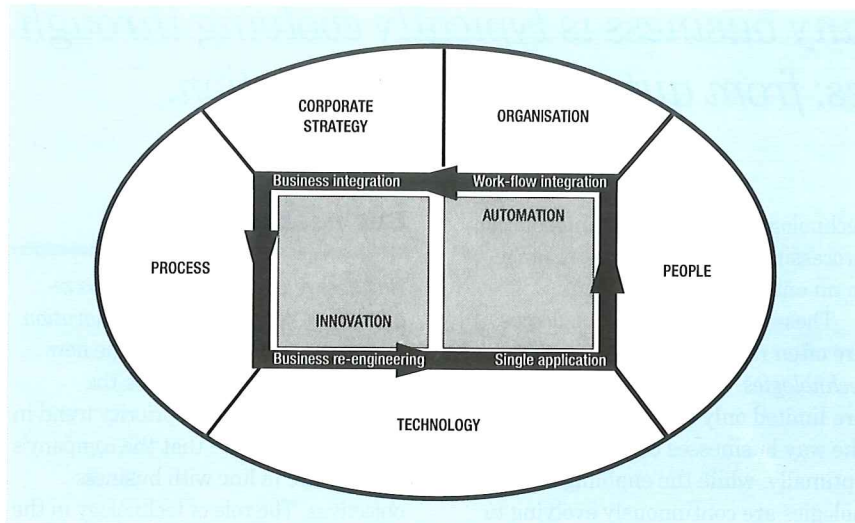 CORPORATE
STRATEGY
ORGANISATION
Business integration
Work-flow integration
AUTOMATION
PROCESS
PEOPLE
INNOVATION
Business re-engineering
Single application
TECHNOLOGY